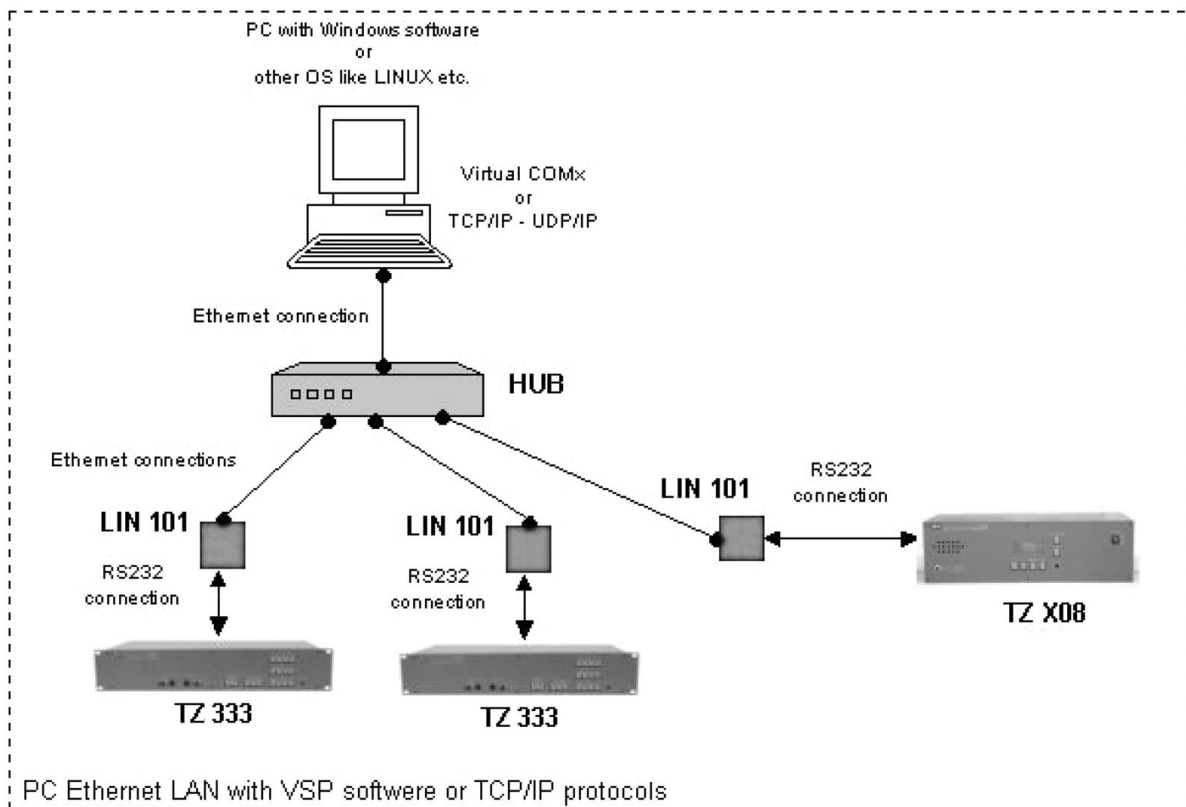 PC with Windows software
or
other OS like LINUX etc.
Virtual COMx
or
TCP/IP - UDP/IP
Ethernet connection
HUB
Ethernet connections
LIN 101
RS232
connection
LIN 101
RS232
connection
LIN 101
RS232
connection
TZ X08
TZ 333
TZ 333
PC Ethernet LAN with VSP softwere or TCP/IP protocols